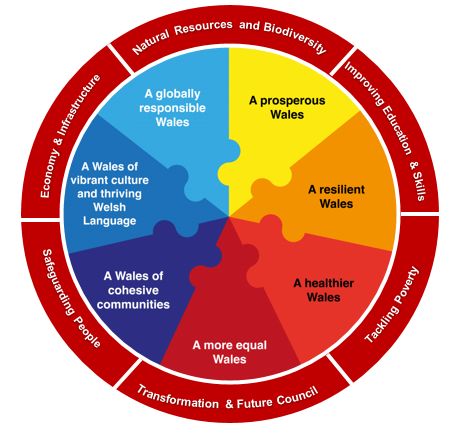 Natural Resources and Biodiversity
Improving Education & Skills
Tackling Poverty
Transformation & Future Council
Safeguarding People
Economy & Infrastructure
A prosperous
Wales
A resilient
Wales
A healthier
Wales
A more equal
Wales
A Wales of
cohesive
communities
A Wales of
vibrant culture
and thriving
Welsh
Language
A globally
responsible
Wales